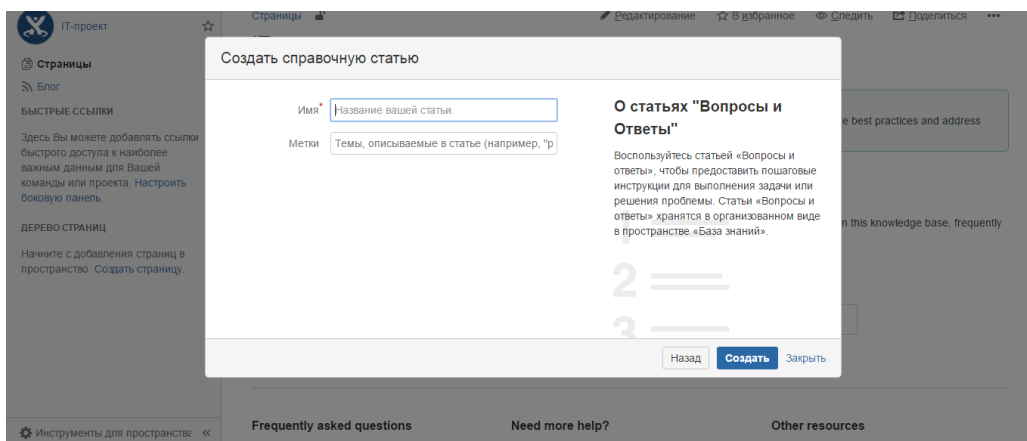 IT-проект
Страницы
Редактирование В избранное Следить Поделиться •••
Страницы
Блог
БЫСТРЫЕ ССЫЛКИ
Здесь Вы можете добавлять ссылки
быстрого доступа к наиболее
важным данным для Вашей
команды или проекта. Настроить
боковую панель.
ДЕРЕВО СТРАНИЦ
Начните с добавления страниц в
пространство. Создать страницу.
Инструменты для пространства «
Создать справочную статью
Имя*
Название вашей статьи.
Метки
Темы, описываемые в статье (например, "р
О статьях "Вопросы и
Ответы"
Воспользуйтесь статьей «Вопросы и
ответы», чтобы предоставить пошаговые
инструкции для выполнения задачи или
решения проблемы. Статьи «Вопросы и
ответы» хранятся в организованном виде
в пространстве «База знаний».
1
2
3
Назад Создать Закрыть
e best practices and address
n this knowledge base, frequently
Frequently asked questions Need more help? Other resources